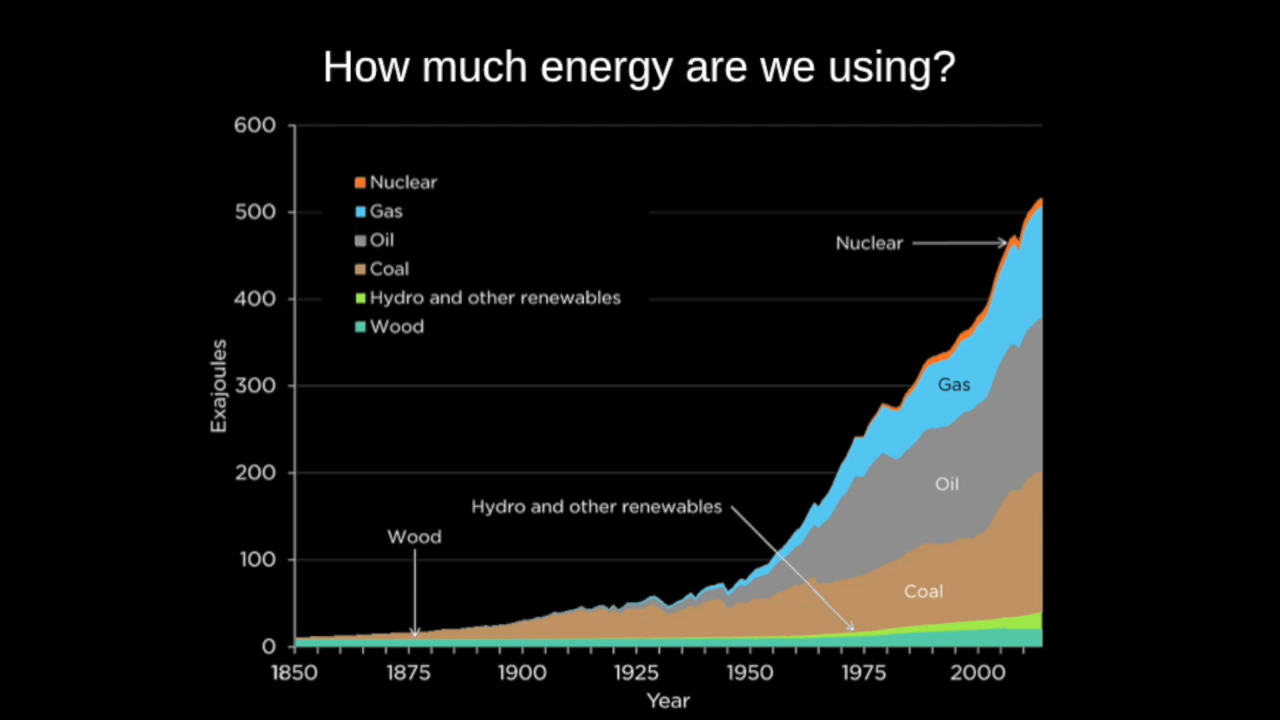 How much energy are we using?
600
500
400
300
200
100
0
Exajoules
Nuclear
Gas
Oil
Coal
Hydro and other renewables
Wood
Nuclear
Gas
Oil
Hydro and other renewables
Wood
Coal
1850 1875 1900 1925 1950 1975 2000
Year